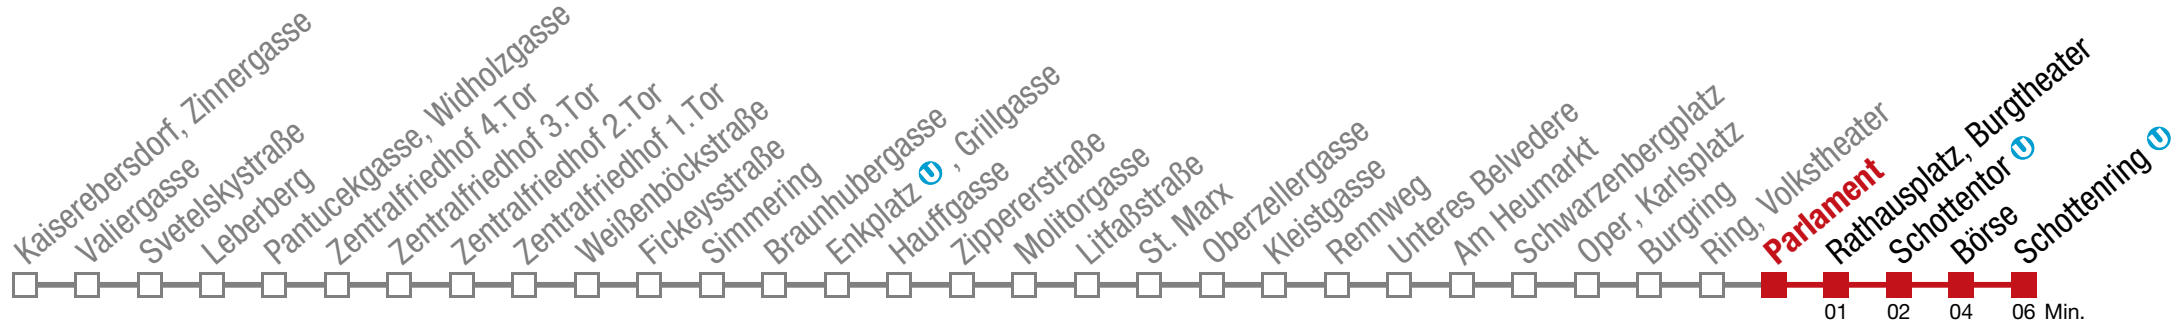 Kaiserebersdorf, Zinnergasse
Valiergasse
Svetelskystraße
Leberberg
Pantucekgasse, Widholzgasse
Zentralfriedhof 4.Tor
Zentralfriedhof 3.Tor
Zentralfriedhof 2.Tor
Zentralfriedhof 1.Tor
Weißenböckstraße
Fickeysstraße
Simmering
Braunhubergasse
Enkplatz U , Grillgasse
Hauffgasse
Zippererstraße
Molitorgasse
Litfaßstraße
St. Marx
Oberzellergasse
Kleistgasse
Rennweg
Unteres Belvedere
Am Heumarkt
Schwarzenbergplatz
Oper, Karlsplatz
Burgring
Ring, Volkstheater
Parlament
Rathausplatz, Burgtheater
Schottentor U
Börse
Schottenring U
01 02 04 06 Min.